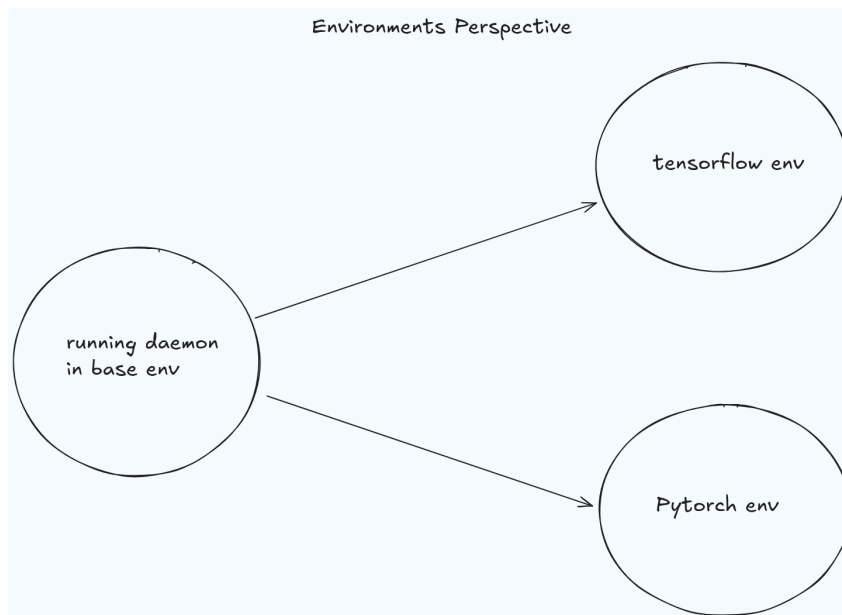 Environments Perspective
tensorflow env
running daemon
in base env
Pytorch env